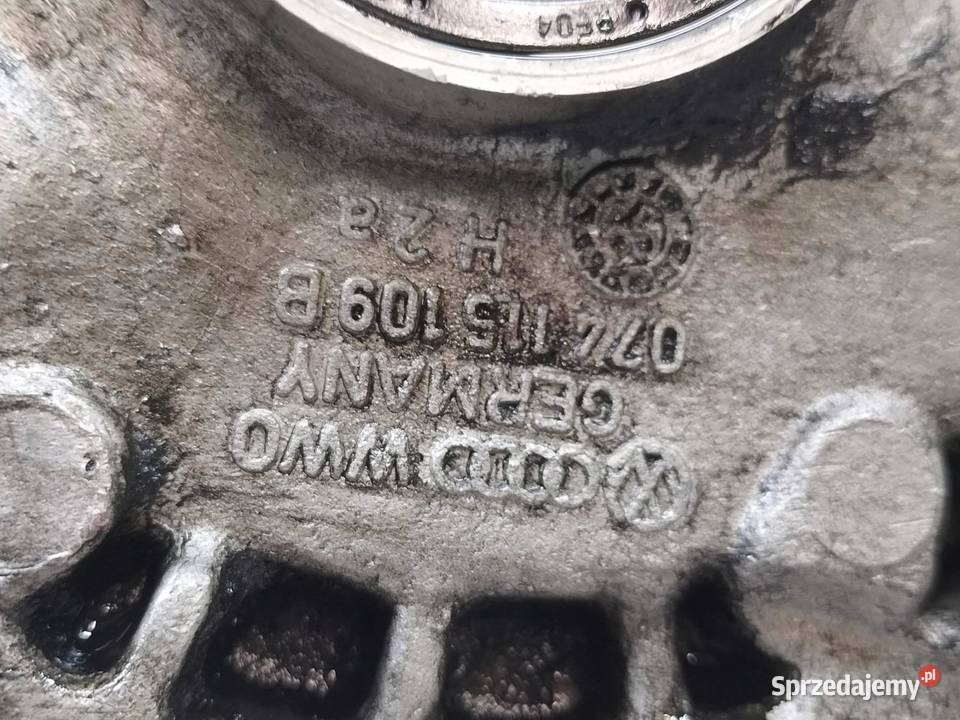 GERMANY
074 115 109 B
H 2a
Sprzedajemy.pl